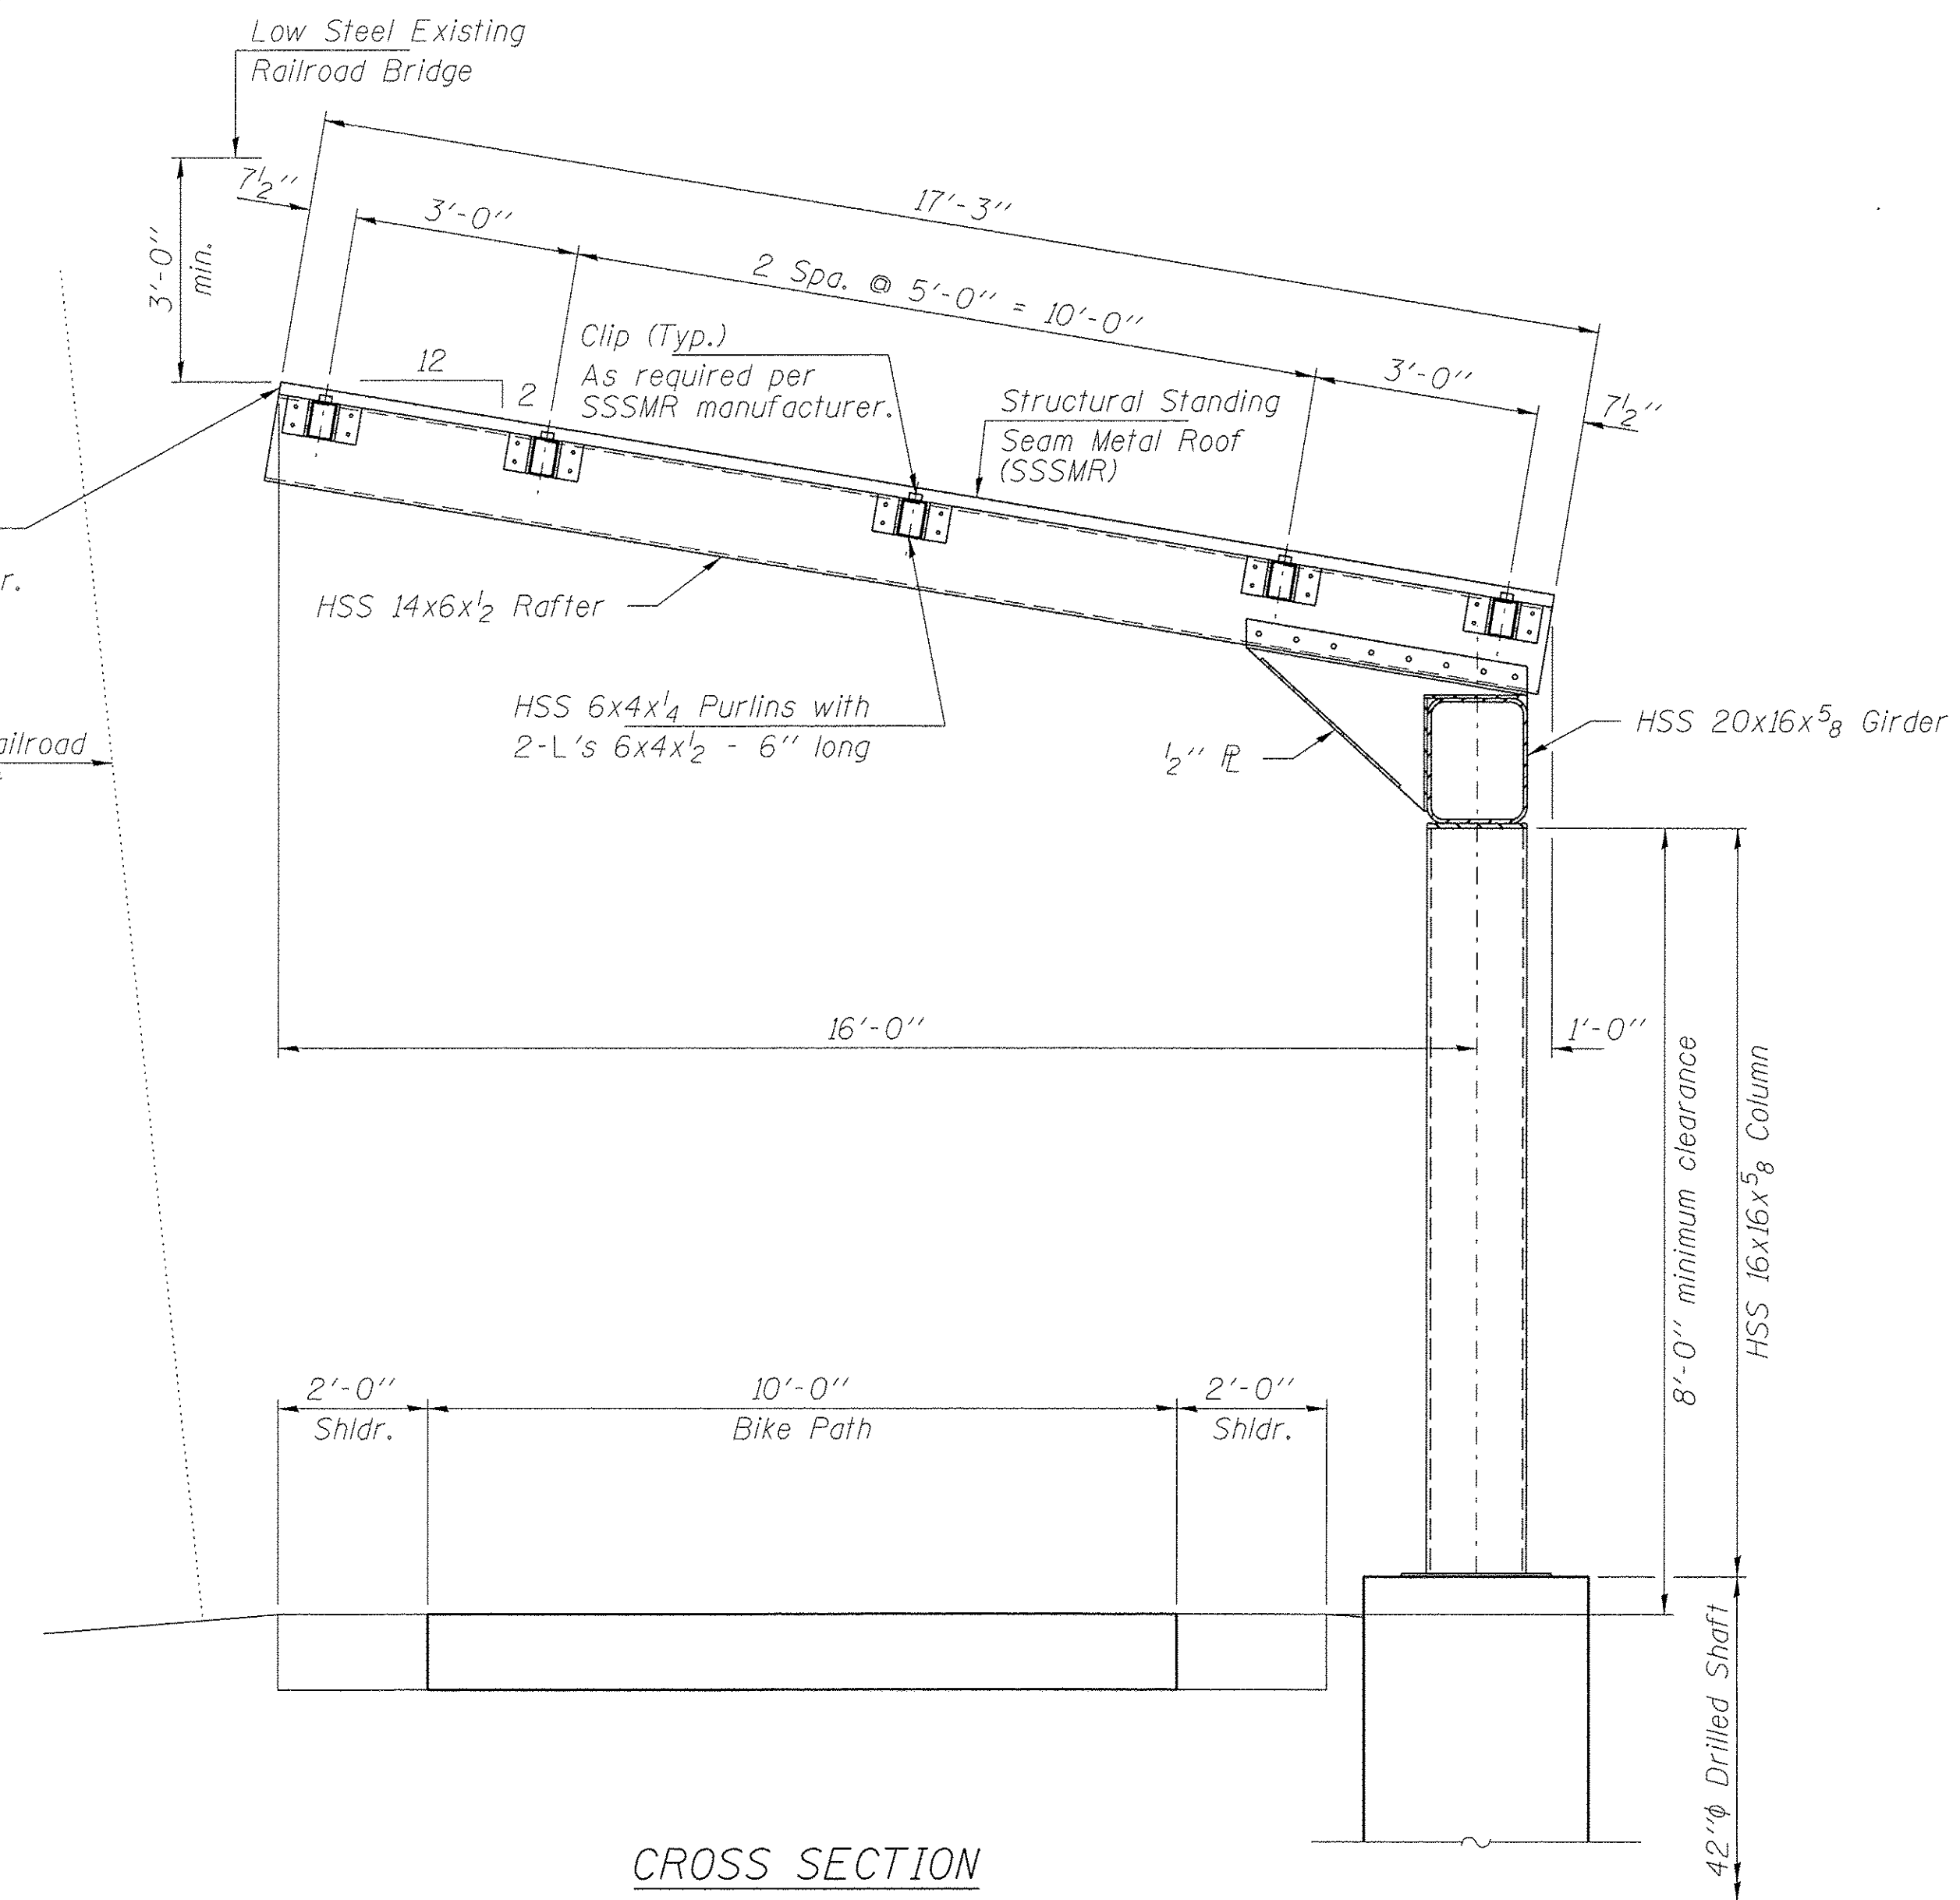 Low Steel Existing
Railroad Bridge
17'-3"
7½"
3'-0"
3'-0"
min.
2 Spa. @ 5'-0" = 10'-0"
Clip (Typ.)
As required per
SSSMR manufacturer.
12
2
3'-0"
7½"
Structural Standing
Seam Metal Roof
(SSSMR)
r.
HSS 14x6x½ Rafter
HSS 6x4x¼ Purlins with
2-L's 6x4x½ - 6" long
ailroad
½" PL
HSS 20x16x⅝ Girder
16'-0"
1'-0"
8'-0" minimum clearance
HSS 16x16x⅝ Column
2'-0"
Shldr.
10'-0"
Bike Path
2'-0"
Shldr.
42"ϕ Drilled Shaft
CROSS SECTION